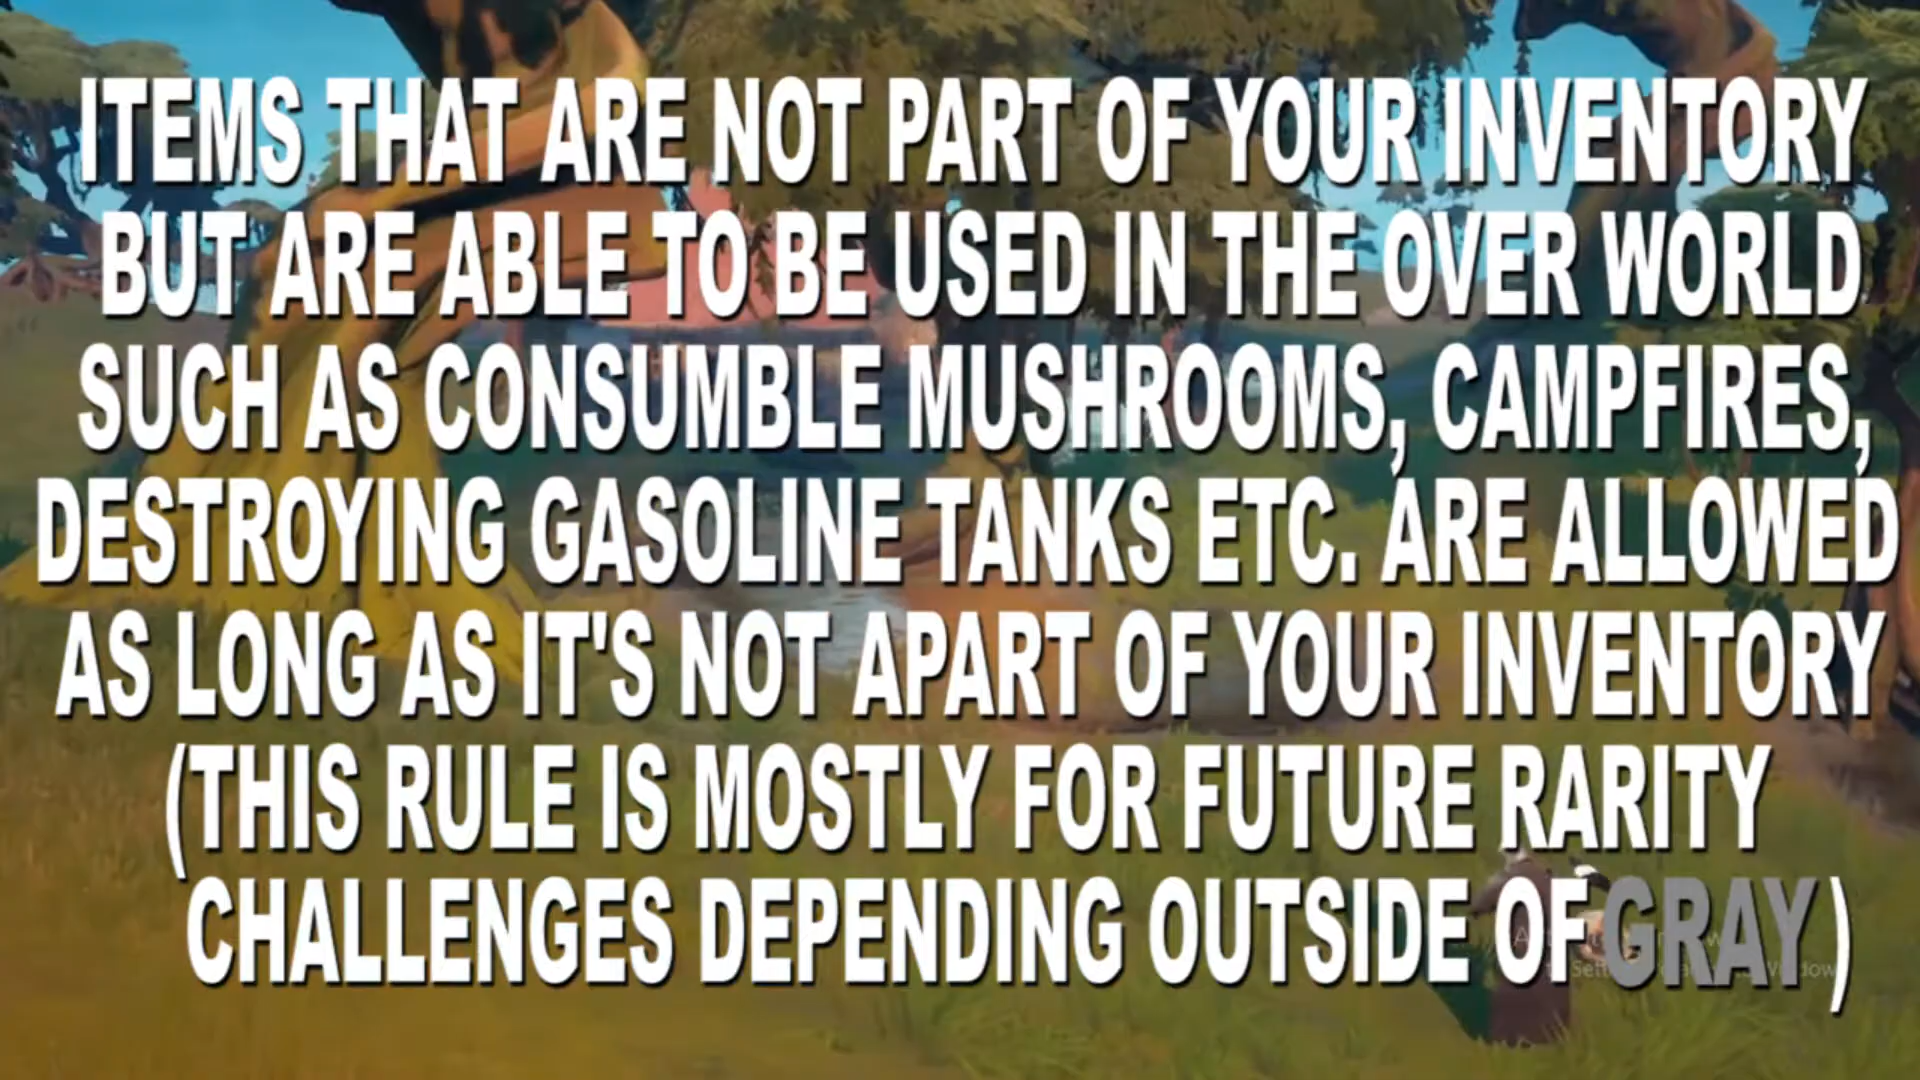 ITEMS THAT ARE NOT PART OF YOUR INVENTORY
BUT ARE ABLE TO BE USED IN THE OVER WORLD
SUCH AS CONSUMBLE MUSHROOMS, CAMPFIRES,
DESTROYING GASOLINE TANKS ETC. ARE ALLOWED
AS LONG AS IT'S NOT APART OF YOUR INVENTORY
(THIS RULE IS MOSTLY FOR FUTURE RARITY
CHALLENGES DEPENDING OUTSIDE OF GRAY)